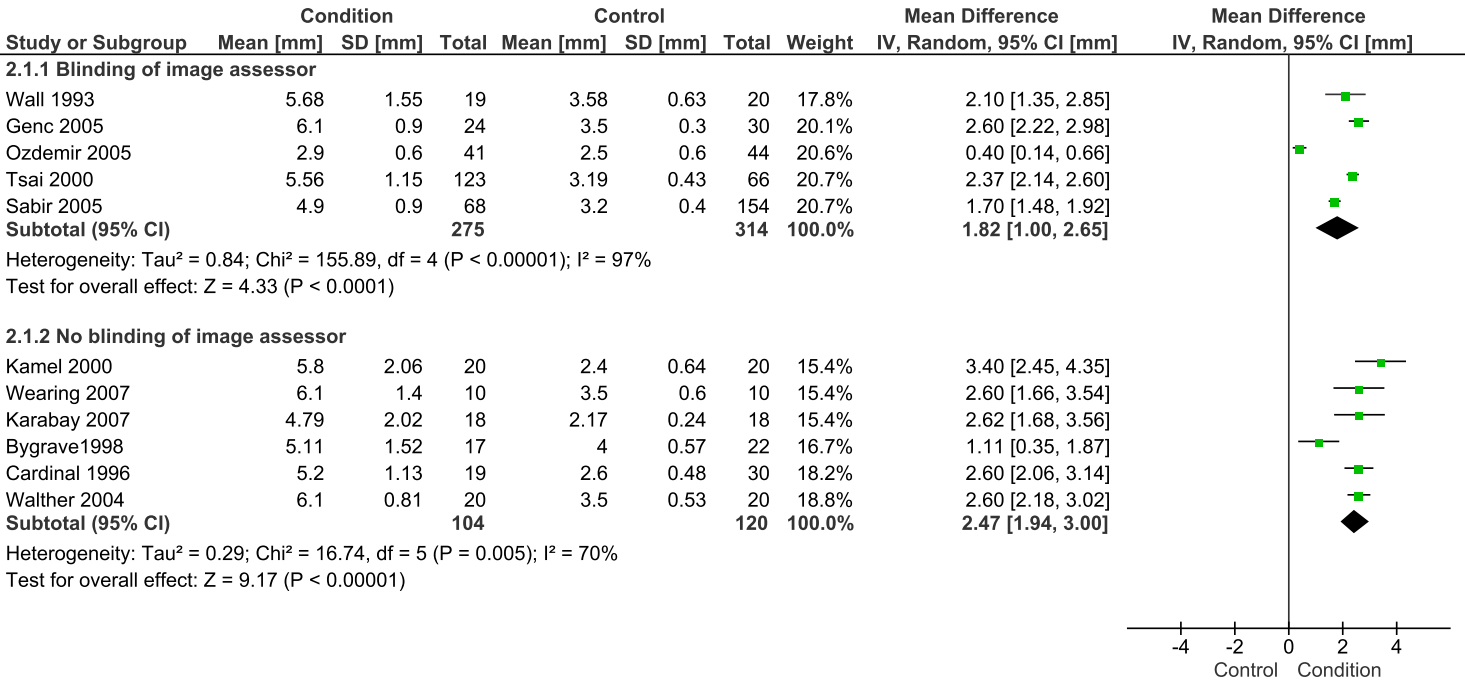 Condition Control Mean Difference Mean Difference
Study or Subgroup Mean [mm] SD [mm] Total Mean [mm] SD [mm] Total Weight IV, Random, 95% CI [mm] IV, Random, 95% CI [mm]
2.1.1 Blinding of image assessor
Wall 1993 5.68 1.55 19 3.58 0.63 20 17.8% 2.10 [1.35, 2.85]
Genc 2005 6.1 0.9 24 3.5 0.3 30 20.1% 2.60 [2.22, 2.98]
Ozdemir 2005 2.9 0.6 41 2.5 0.6 44 20.6% 0.40 [0.14, 0.66]
Tsai 2000 5.56 1.15 123 3.19 0.43 66 20.7% 2.37 [2.14, 2.60]
Sabir 2005 4.9 0.9 68 3.2 0.4 154 20.7% 1.70 [1.48, 1.92]
Subtotal (95% CI) 275 314 100.0% 1.82 [1.00, 2.65]
Heterogeneity: Tau² = 0.84; Chi² = 155.89, df = 4 (P < 0.00001); I² = 97%
Test for overall effect: Z = 4.33 (P < 0.0001)
2.1.2 No blinding of image assessor
Kamel 2000 5.8 2.06 20 2.4 0.64 20 15.4% 3.40 [2.45, 4.35]
Wearing 2007 6.1 1.4 10 3.5 0.6 10 15.4% 2.60 [1.66, 3.54]
Karabay 2007 4.79 2.02 18 2.17 0.24 18 15.4% 2.62 [1.68, 3.56]
Bygrave1998 5.11 1.52 17 4 0.57 22 16.7% 1.11 [0.35, 1.87]
Cardinal 1996 5.2 1.13 19 2.6 0.48 30 18.2% 2.60 [2.06, 3.14]
Walther 2004 6.1 0.81 20 3.5 0.53 20 18.8% 2.60 [2.18, 3.02]
Subtotal (95% CI) 104 120 100.0% 2.47 [1.94, 3.00]
Heterogeneity: Tau² = 0.29; Chi² = 16.74, df = 5 (P = 0.005); I² = 70%
Test for overall effect: Z = 9.17 (P < 0.00001)
-4 -2 0 2 4
Control Condition